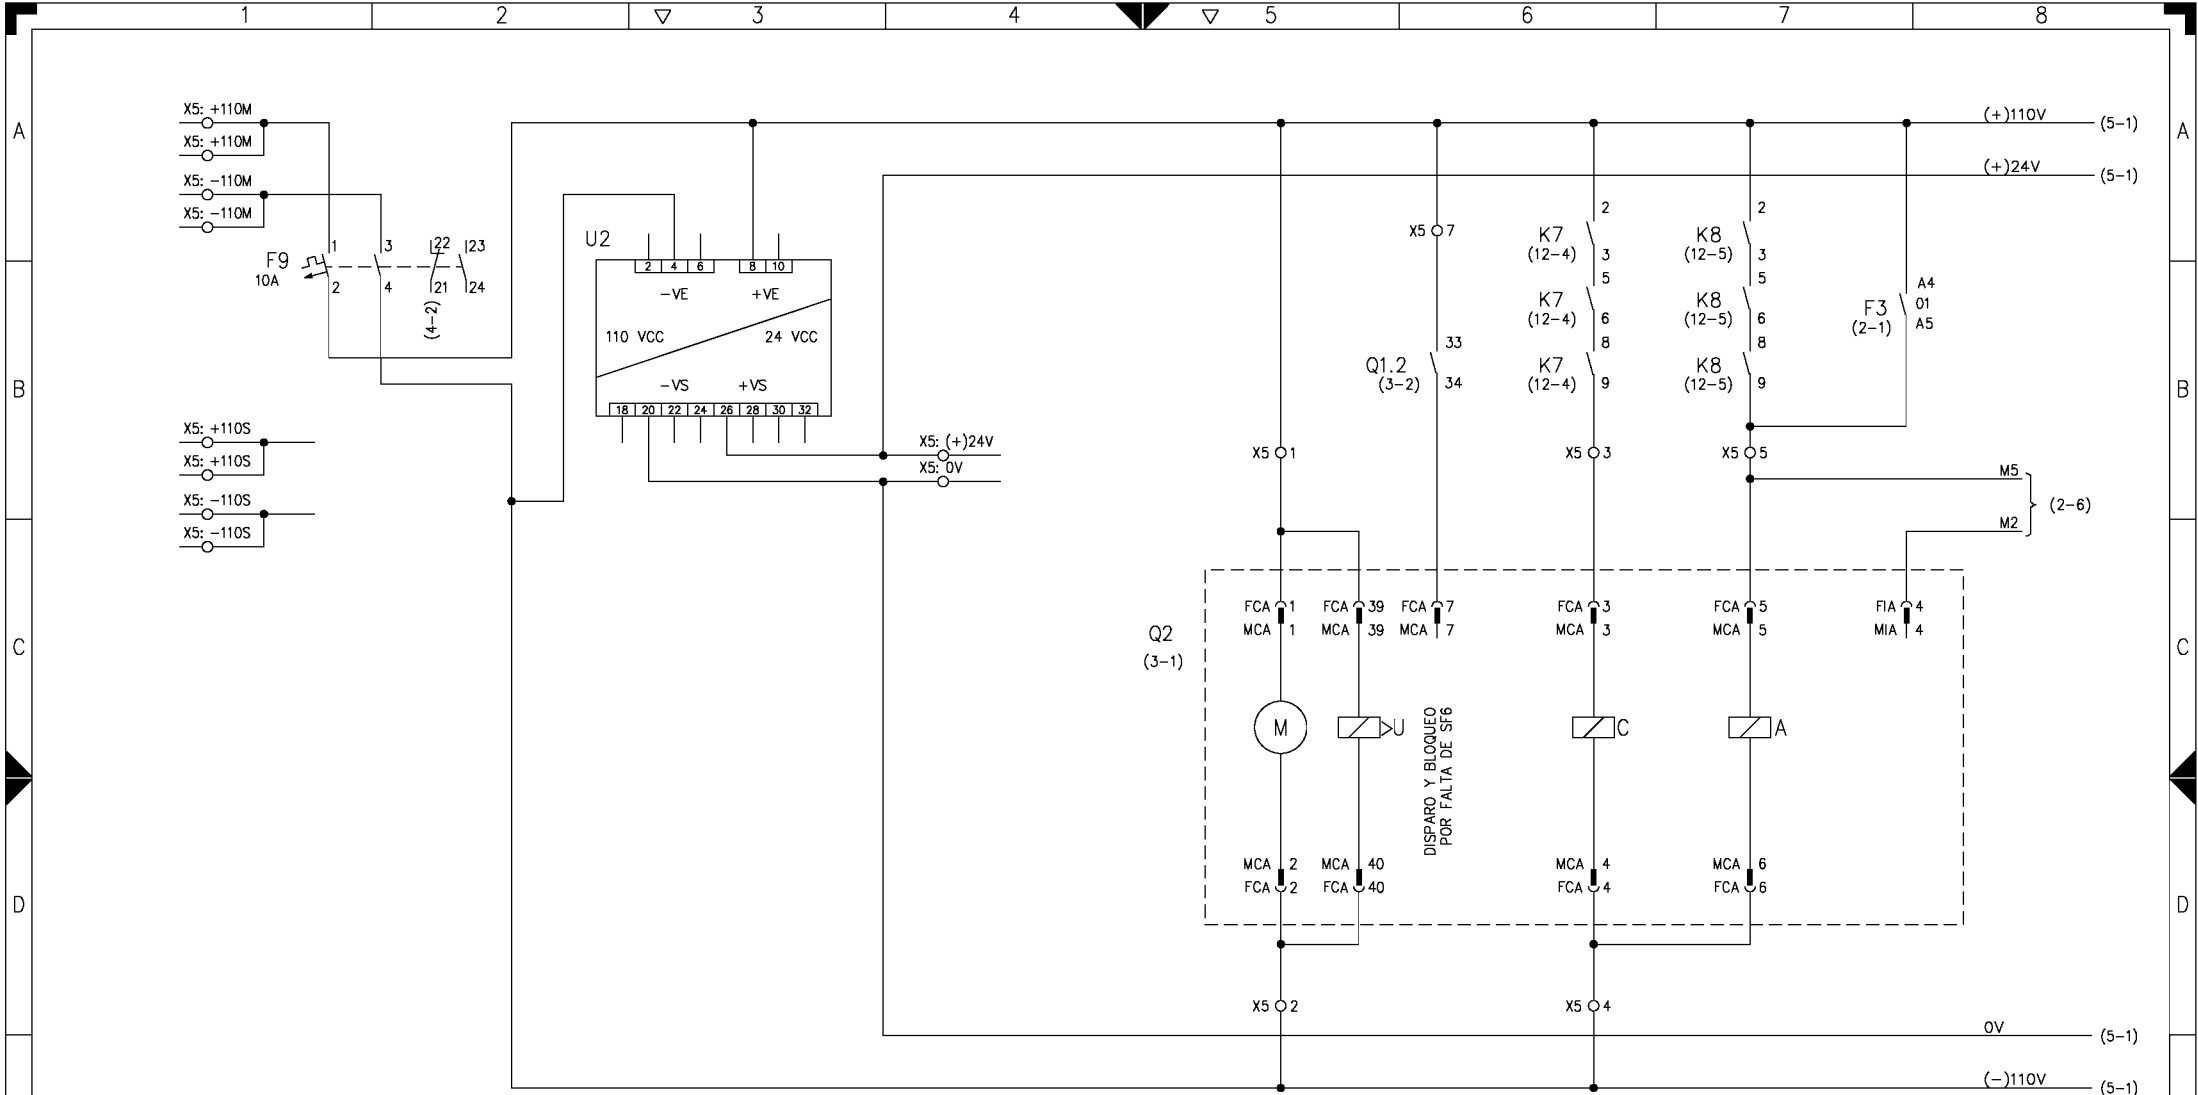 1 2 3 4 5 6 7 8
A A
X5: +110M
X5: +110M
X5: -110M
X5: -110M
(+)110V (5-1)
(+)24V (5-1)
F9
10A
1 3 22 23
2 4 21 24
(4-2)
U2
2 4 6 8 10
-VE +VE
110 VCC 24 VCC
-VS +VS
18 20 22 24 26 28 30 32
X5 7
K7
(12-4)
2
3
K7
(12-4)
5
6
K7
(12-4)
8
9
K8
(12-5)
2
3
K8
(12-5)
5
6
K8
(12-5)
8
9
F3
(2-1)
A4
01
A5
Q1.2
(3-2)
33
34
B B
X5: +110S
X5: +110S
X5: -110S
X5: -110S
X5: (+)24V
X5: 0V
X5 1
X5 3
X5 5
M5
M2
(2-6)
C C
Q2
(3-1)
FCA 1
MCA 1
FCA 39
MCA 39
FCA 7
MCA 7
FCA 3
MCA 3
FCA 5
MCA 5
FIA 4
MIA 4
M
>U
DISPARO Y BLOQUEO
POR FALTA DE SF6
C
A
MCA 2
FCA 2
MCA 40
FCA 40
MCA 4
FCA 4
MCA 6
FCA 6
D D
X5 2
X5 4
0V (5-1)
(-)110V (5-1)